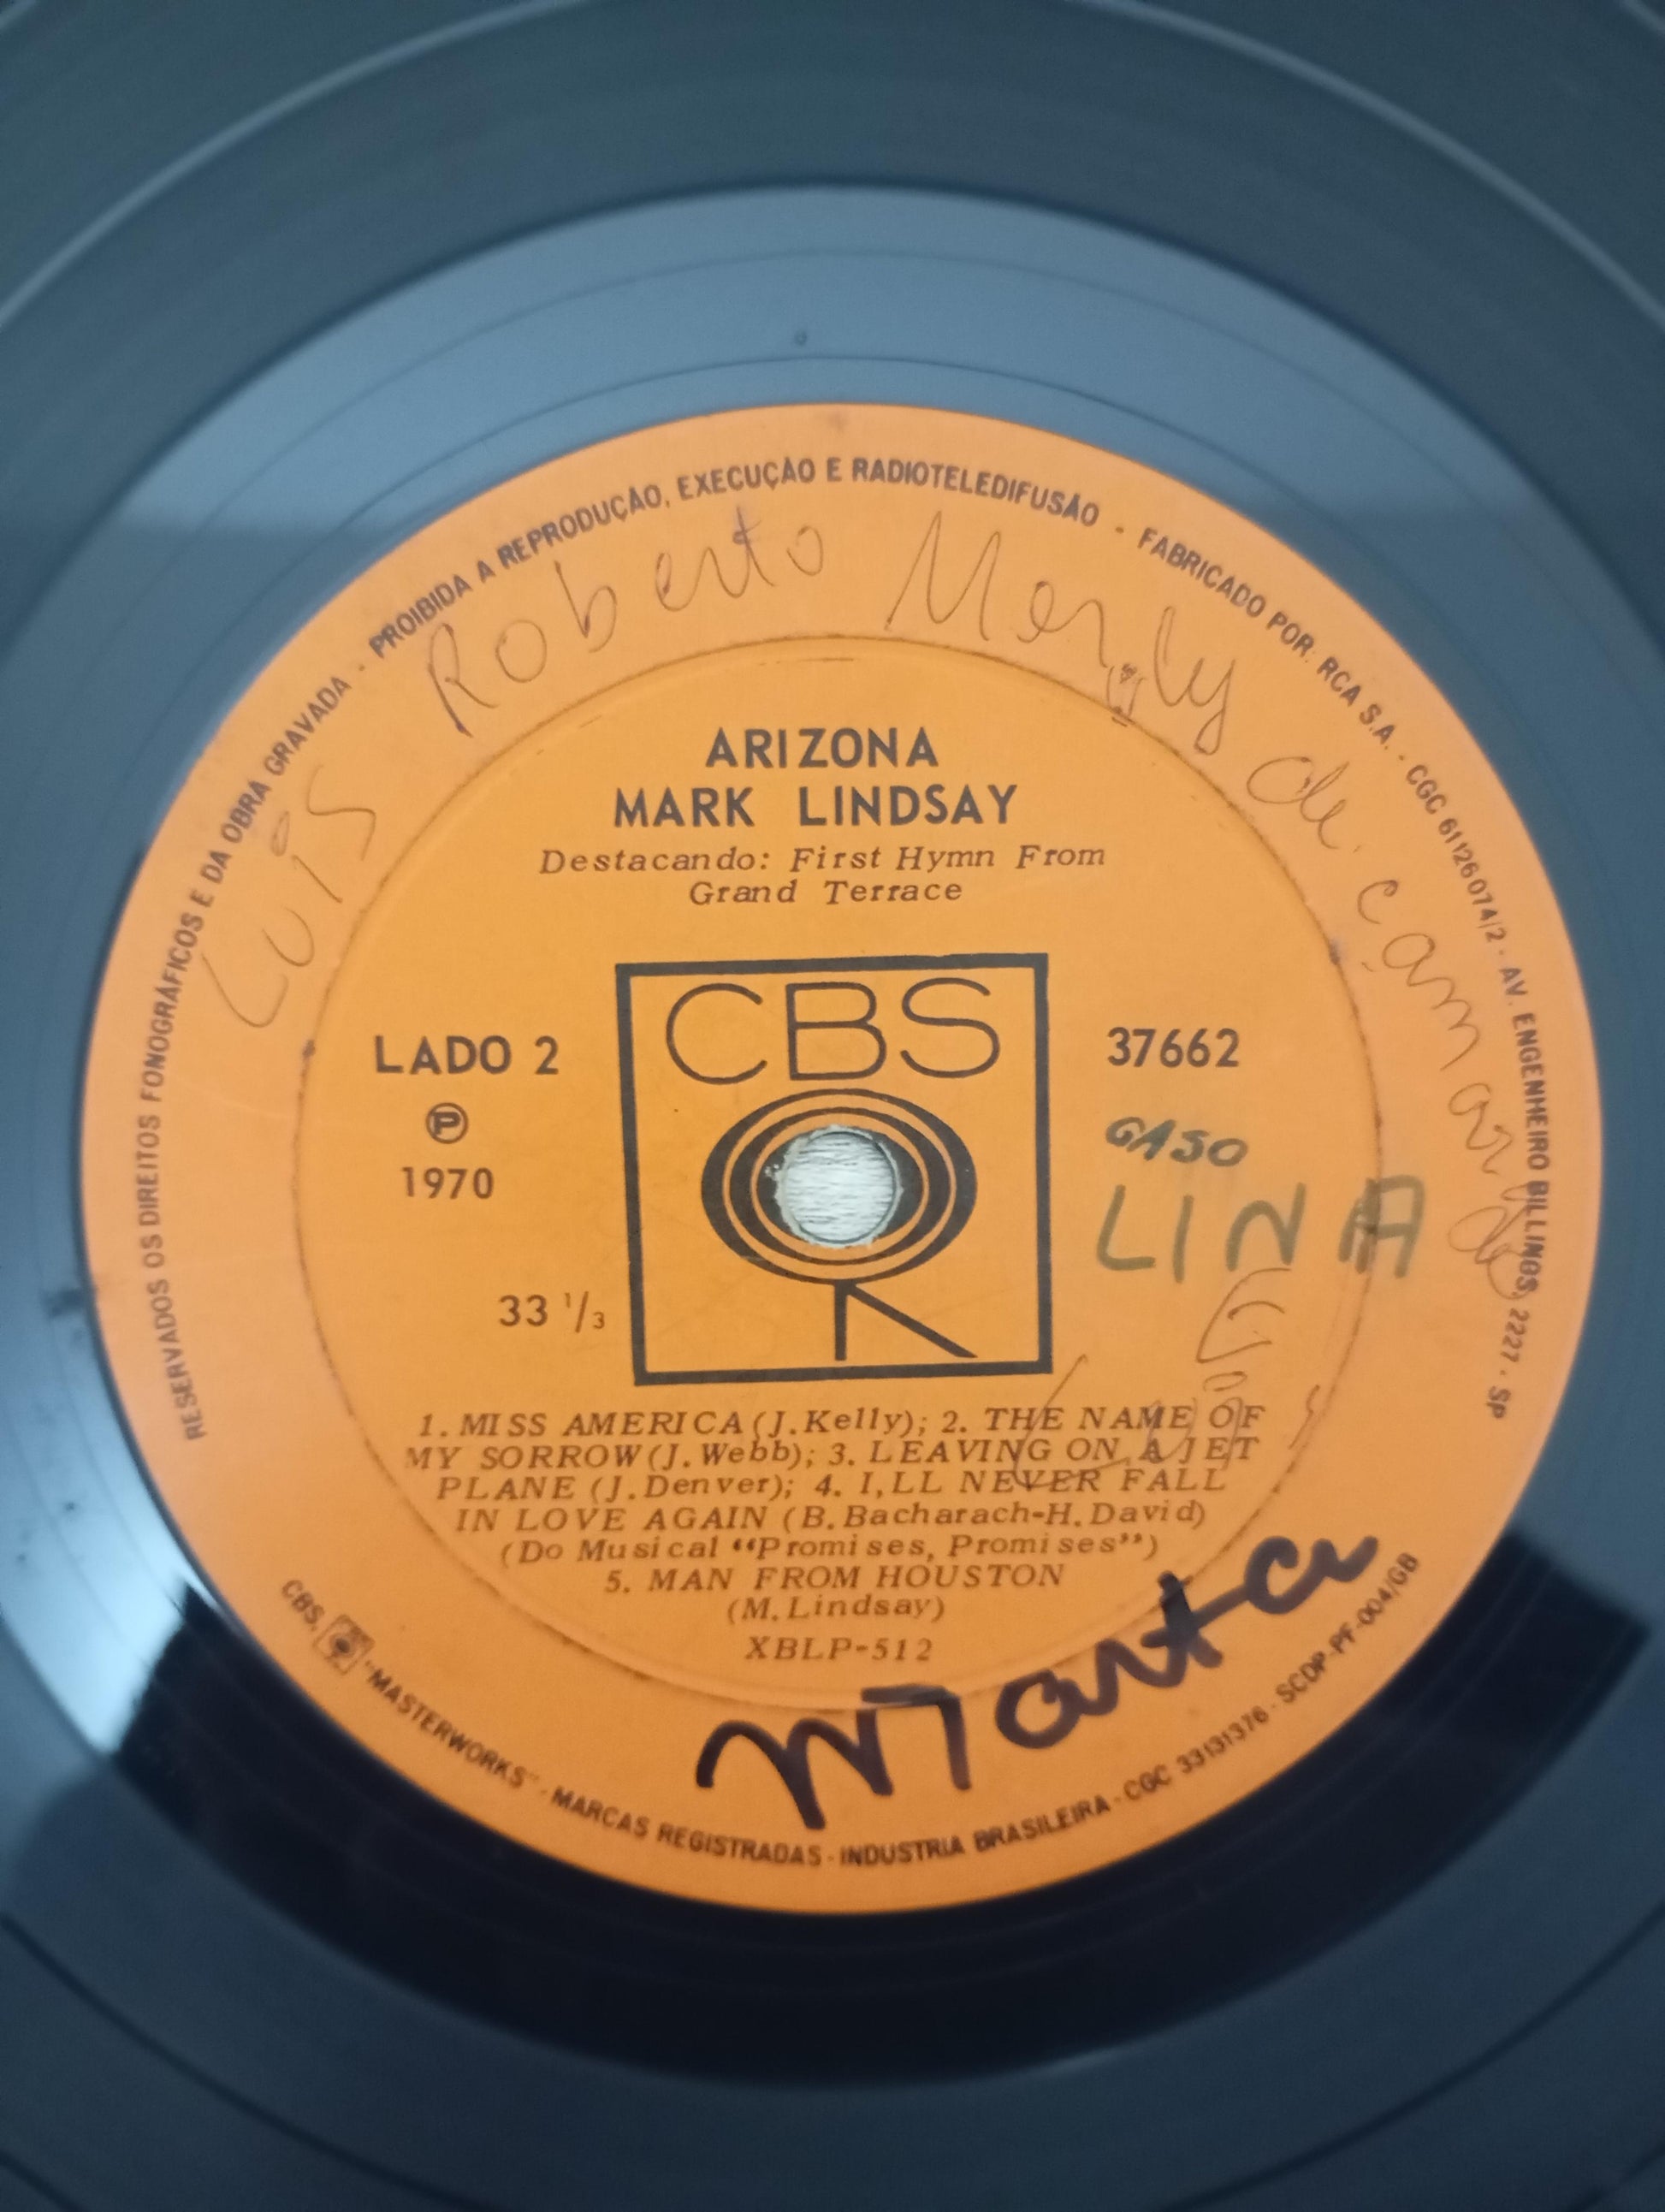 RESERVADOS OS DIREITOS FONOGRÁFICOS E DA OBRA GRAVADA - PROIBIDA A REPRODUÇÃO, EXECUÇÃO E RADIOTELEDIFUSÃO - FABRICADO POR: RCA S.A. - CGC 61126074/2 - AV. ENGENHEIRO BILLINGS, 2227 - SP
Luis Roberto de
ARIZONA
MARK LINDSAY
Destacando: First Hymn From
Grand Terrace
CBS
LADO 2
37662
℗
1970
GASO
LINA
33 1/3
1. MISS AMERICA (J. Kelly); 2. THE NAME OF
MY SORROW (J. Webb); 3. LEAVING ON A JET
PLANE (J. Denver); 4. I,LL NEVER FALL
IN LOVE AGAIN (B. Bacharach-H. David)
(Do Musical “Promises, Promises”)
5. MAN FROM HOUSTON
(M. Lindsay)
XBLP-512
Marta
CBS, "MASTERWORKS" - MARCAS REGISTRADAS - INDUSTRIA BRASILEIRA - CGC 33131376 - SCDP-PF-004/GB